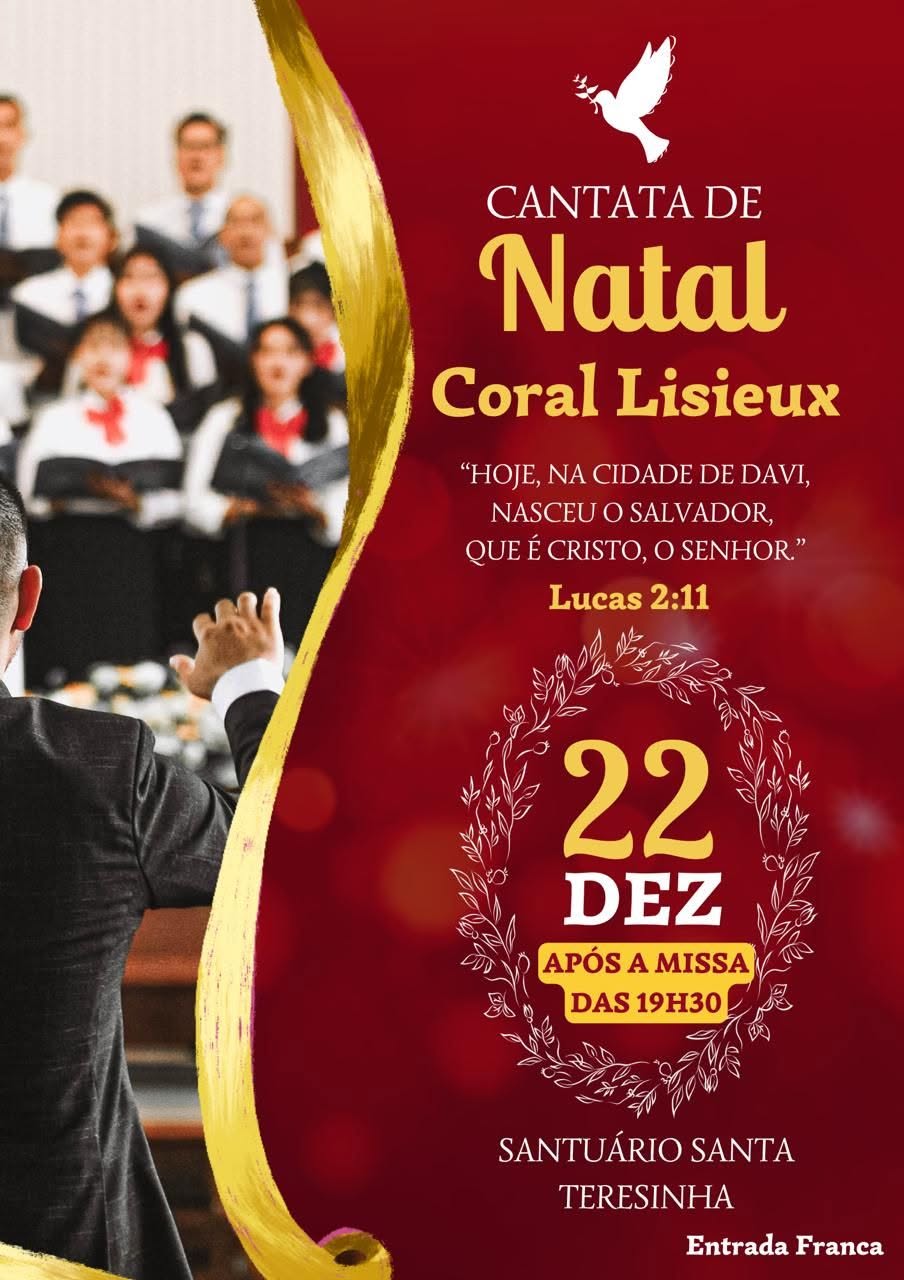 CANTATA DE
Natal
Coral Lisieux
“HOJE, NA CIDADE DE DAVI,
NASCEU O SALVADOR,
QUE É CRISTO, O SENHOR.”
Lucas 2:11
22
DEZ
APÓS A MISSA
DAS 19H30
SANTUÁRIO SANTA
TERESINHA
Entrada Franca